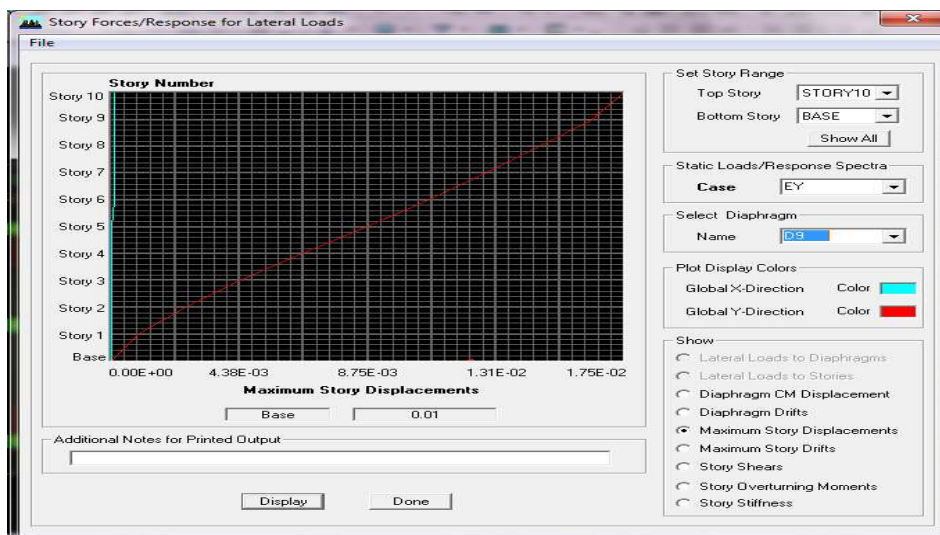 Story Forces/Response for Lateral Loads
File
Story Number
Story 10
Story 9
Story 8
Story 7
Story 6
Story 5
Story 4
Story 3
Story 2
Story 1
Base
0.00E+00 4.38E-03 8.75E-03 1.31E-02 1.75E-02
Maximum Story Displacements
Base 0.01
Additional Notes for Printed Output
Display Done
Set Story Range
Top Story STORY10
Bottom Story BASE
Show All
Static Loads/Response Spectra
Case EY
Select Diaphragm
Name D9
Plot Display Colors
Global X-Direction Color
Global Y-Direction Color
Show
Lateral Loads to Diaphragms
Lateral Loads to Stories
Diaphragm CM Displacement
Diaphragm Drifts
Maximum Story Displacements
Maximum Story Drifts
Story Shears
Story Overturning Moments
Story Stiffness